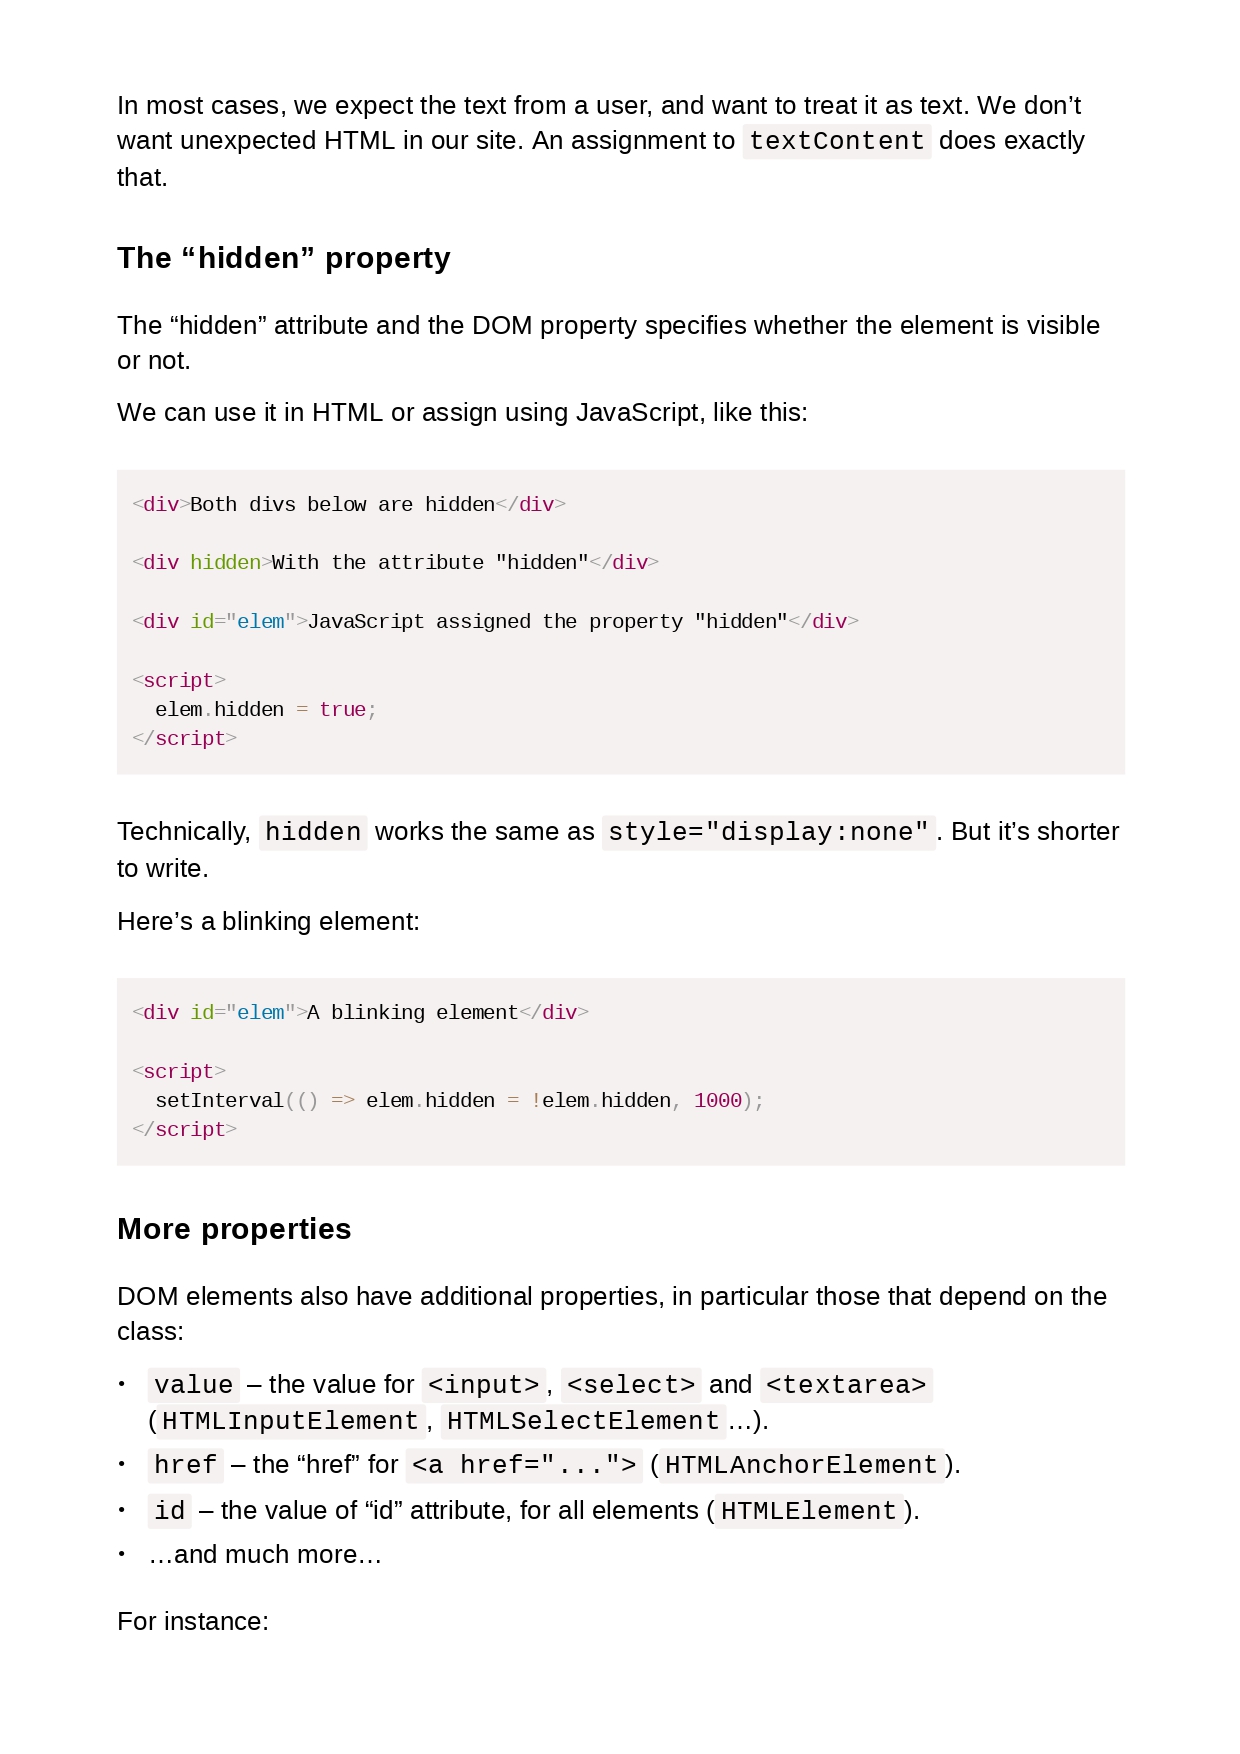 In most cases, we expect the text from a user, and want to treat it as text. We don’t
want unexpected HTML in our site. An assignment to textContent does exactly
that.
The “hidden” property
The “hidden” attribute and the DOM property specifies whether the element is visible
or not.
We can use it in HTML or assign using JavaScript, like this:
<div>Both divs below are hidden</div>
<div hidden>With the attribute "hidden"</div>
<div id="elem">JavaScript assigned the property "hidden"</div>
<script>
  elem.hidden = true;
</script>
Technically, hidden works the same as style="display:none". But it’s shorter
to write.
Here’s a blinking element:
<div id="elem">A blinking element</div>
<script>
  setInterval(() => elem.hidden = !elem.hidden, 1000);
</script>
More properties
DOM elements also have additional properties, in particular those that depend on the
class:
• value – the value for <input>, <select> and <textarea>
(HTMLInputElement, HTMLSelectElement…).
• href – the “href” for <a href="..."> (HTMLAnchorElement).
• id – the value of “id” attribute, for all elements (HTMLElement).
• …and much more…
For instance: